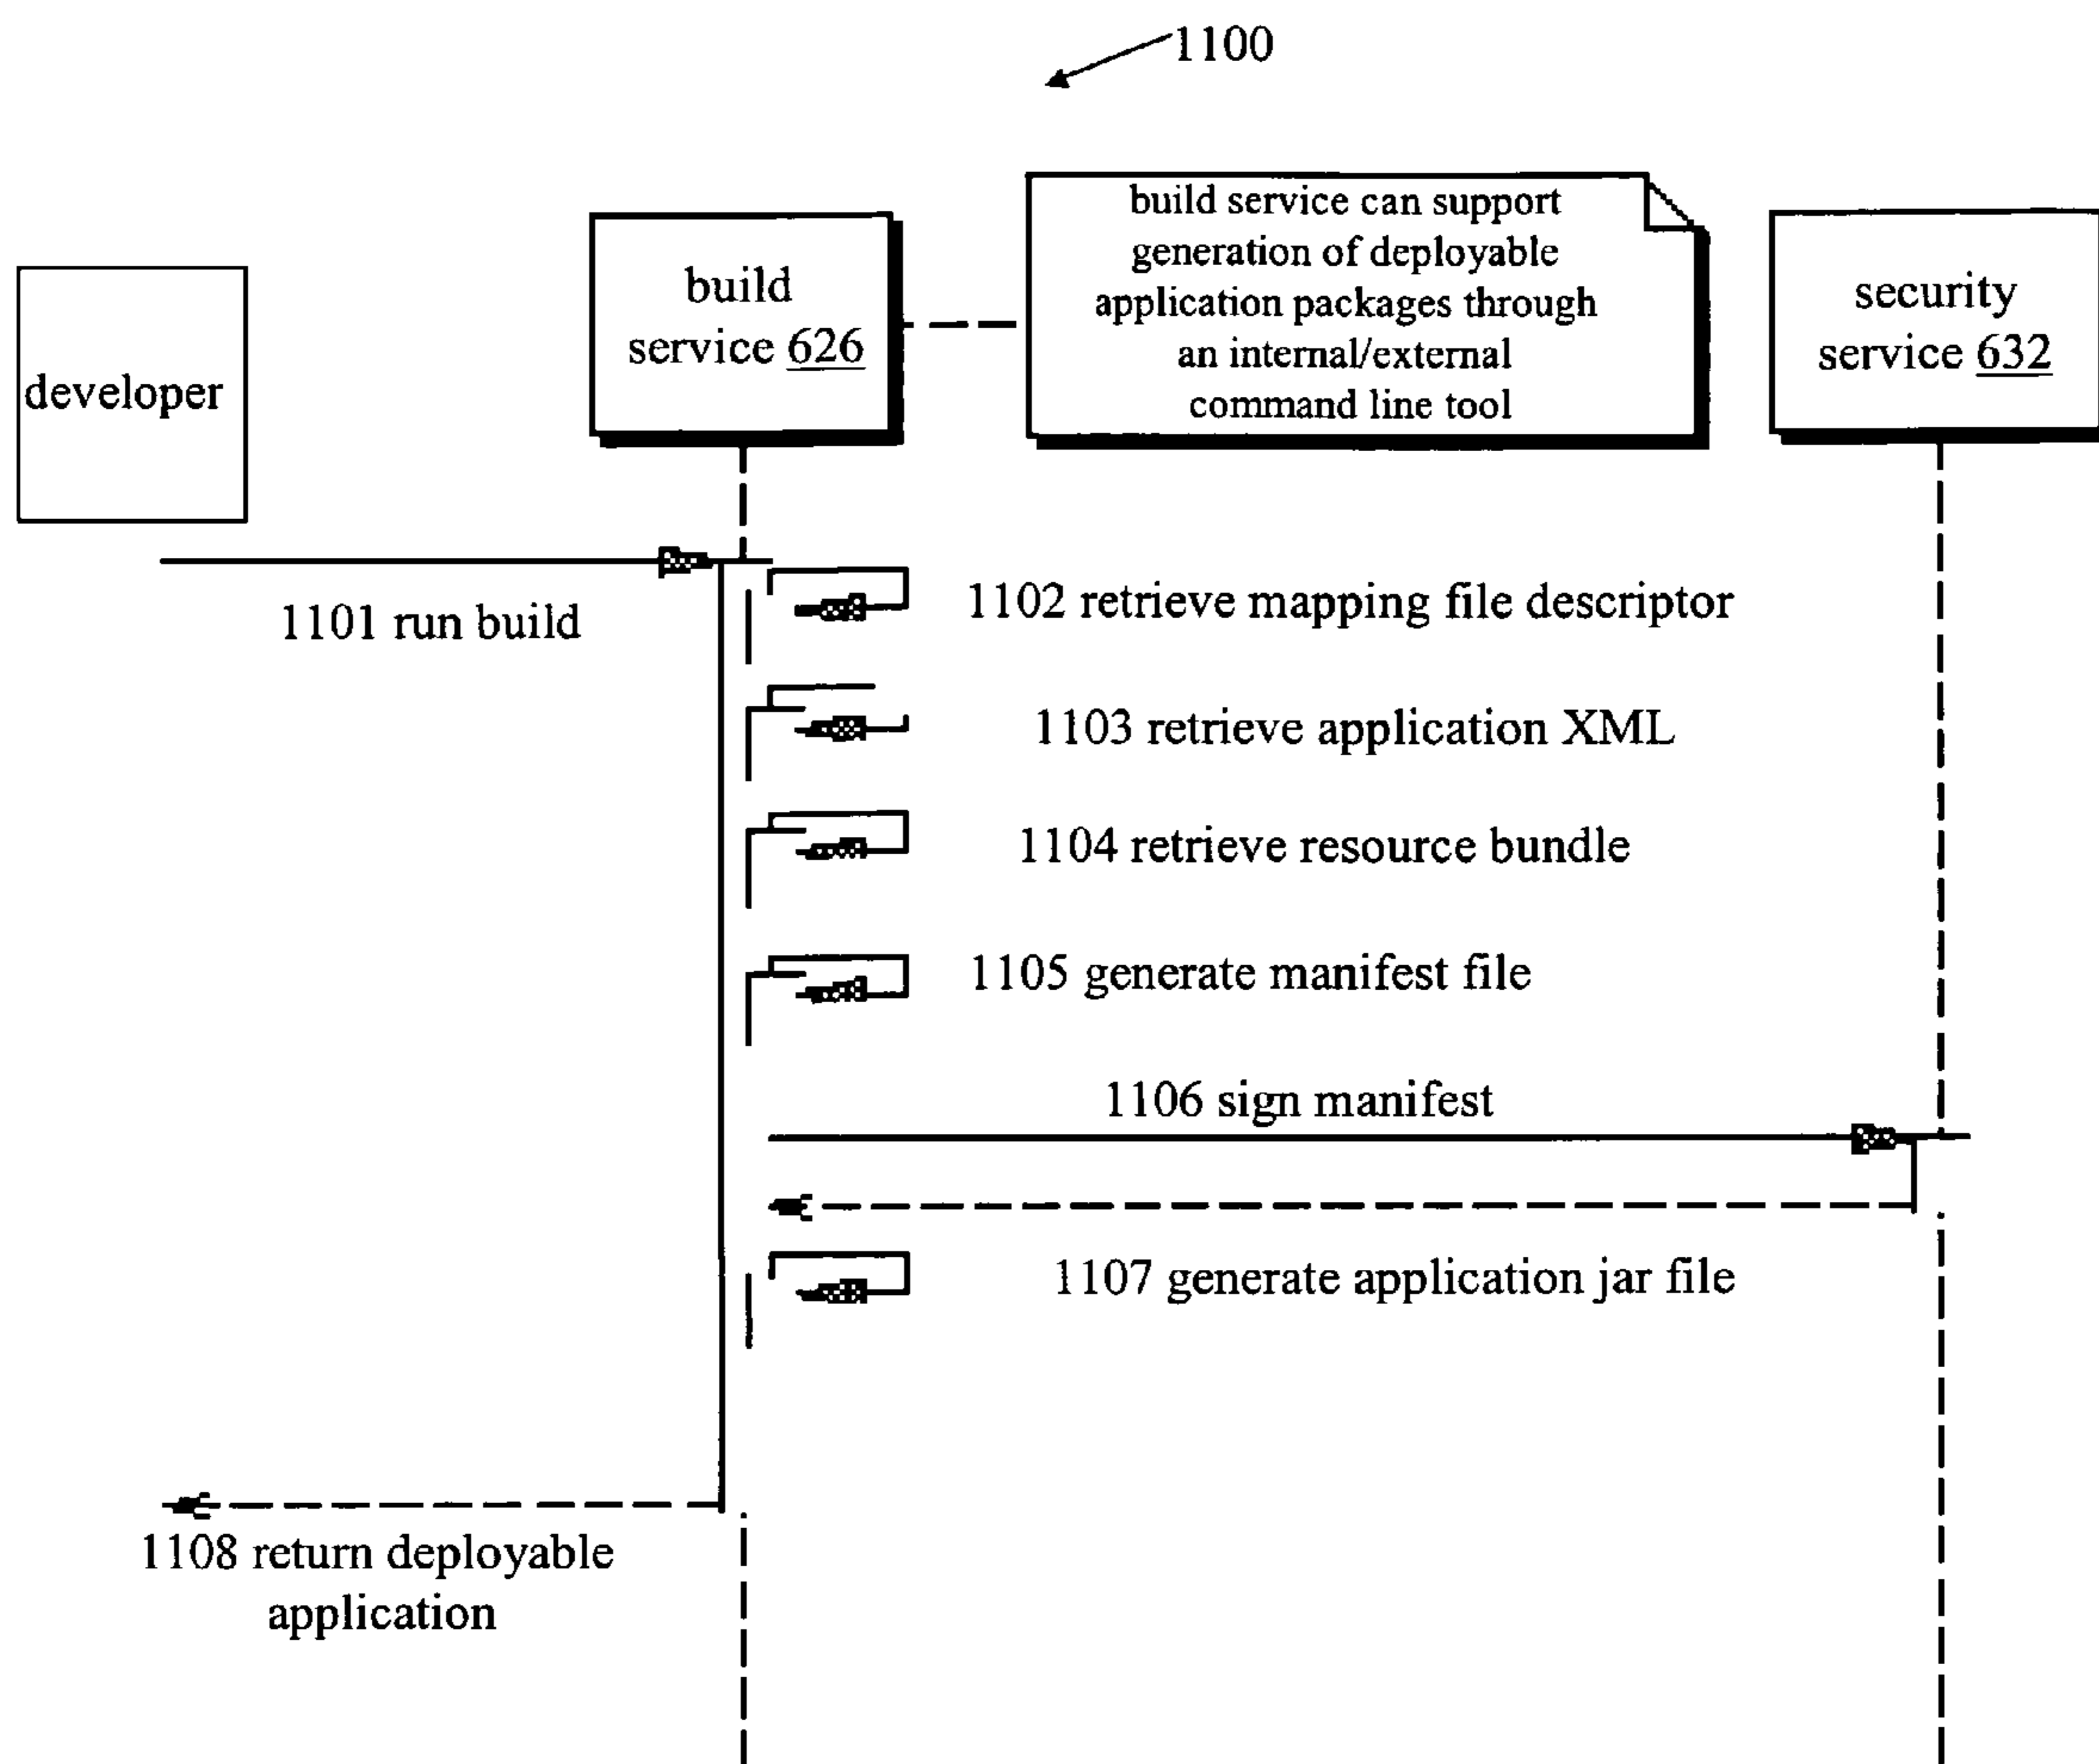 1100
developer
build
service 626
build service can support
generation of deployable
application packages through
an internal/external
command line tool
security
service 632
1101 run build
1102 retrieve mapping file descriptor
1103 retrieve application XML
1104 retrieve resource bundle
1105 generate manifest file
1106 sign manifest
1107 generate application jar file
1108 return deployable
application